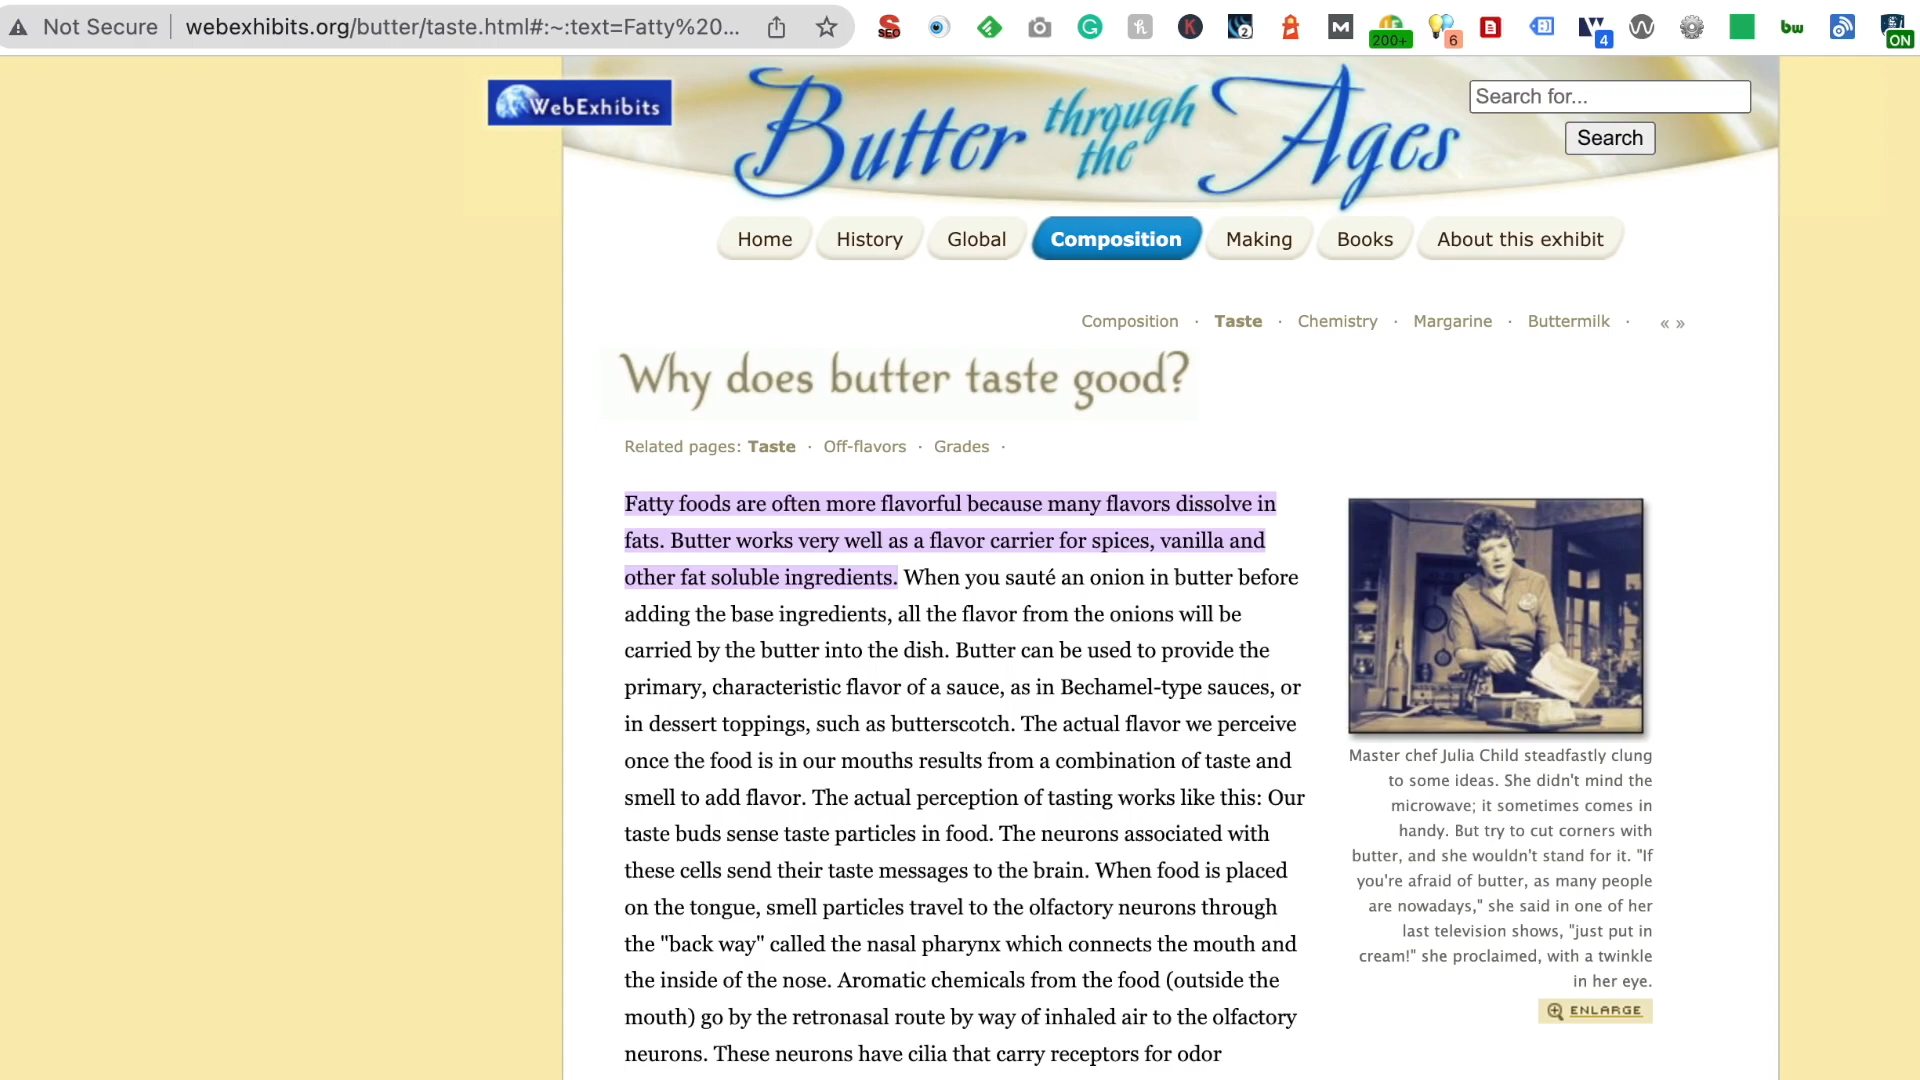 Not Secure
webexhibits.org/butter/taste.html#:~:text=Fatty%20...
SEO
2
200+
6
4
bw
ON
WebExhibits
Butter through the Ages
Search for...
Search
Home
History
Global
Composition
Making
Books
About this exhibit
Composition · Taste · Chemistry · Margarine · Buttermilk · « »
Why does butter taste good?
Related pages: Taste · Off-flavors · Grades ·
Fatty foods are often more flavorful because many flavors dissolve in
fats. Butter works very well as a flavor carrier for spices, vanilla and
other fat soluble ingredients. When you sauté an onion in butter before
adding the base ingredients, all the flavor from the onions will be
carried by the butter into the dish. Butter can be used to provide the
primary, characteristic flavor of a sauce, as in Bechamel-type sauces, or
in dessert toppings, such as butterscotch. The actual flavor we perceive
once the food is in our mouths results from a combination of taste and
smell to add flavor. The actual perception of tasting works like this: Our
taste buds sense taste particles in food. The neurons associated with
these cells send their taste messages to the brain. When food is placed
on the tongue, smell particles travel to the olfactory neurons through
the "back way" called the nasal pharynx which connects the mouth and
the inside of the nose. Aromatic chemicals from the food (outside the
mouth) go by the retronasal route by way of inhaled air to the olfactory
neurons. These neurons have cilia that carry receptors for odor
Master chef Julia Child steadfastly clung
to some ideas. She didn't mind the
microwave; it sometimes comes in
handy. But try to cut corners with
butter, and she wouldn't stand for it. "If
you're afraid of butter, as many people
are nowadays," she said in one of her
last television shows, "just put in
cream!" she proclaimed, with a twinkle
in her eye.
ENLARGE